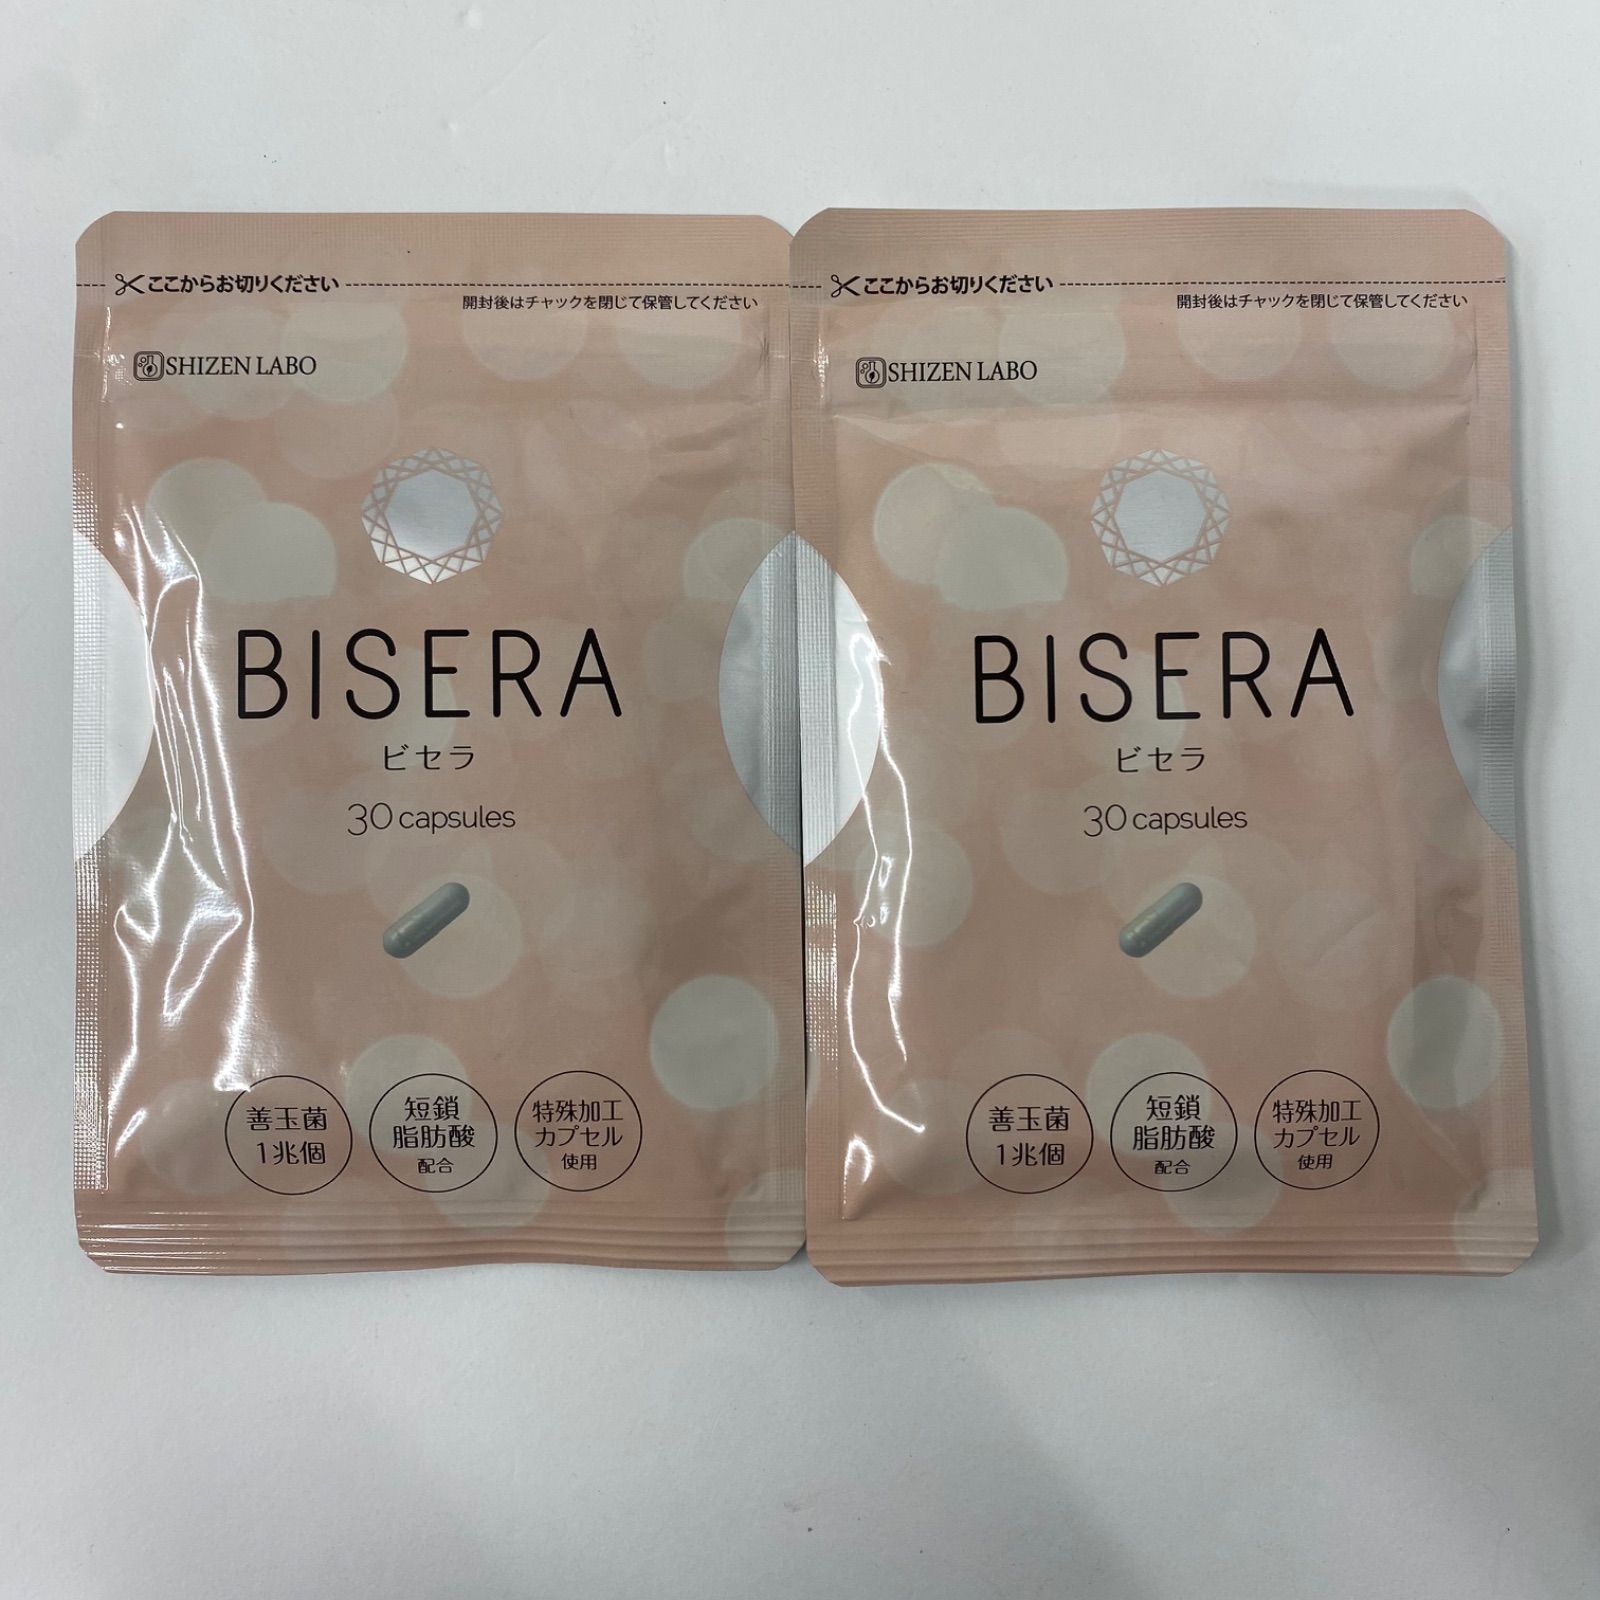 ここからお切りください
開封後はチャックを閉じて保管してください
SHIZEN LABO
BISERA
ビセラ
30 capsules
善玉菌
1兆個
短鎖
脂肪酸
配合
特殊加工
カプセル
使用
ここからお切りください
開封後はチャックを閉じて保管してください
SHIZEN LABO
BISERA
ビセラ
30 capsules
善玉菌
1兆個
短鎖
脂肪酸
配合
特殊加工
カプセル
使用